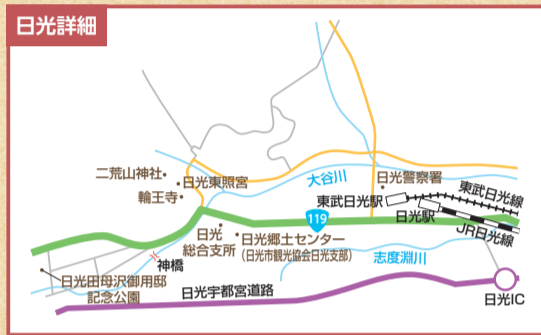 日光詳細
二荒山神社
日光東照宮
輪王寺
大谷川
日光警察署
東武日光駅
東武日光線
日光駅
JR日光線
119
日光
総合支所
日光郷土センター
(日光市観光協会日光支部)
神橋
志度淵川
日光田母沢御用邸
記念公園
日光宇都宮道路
日光IC